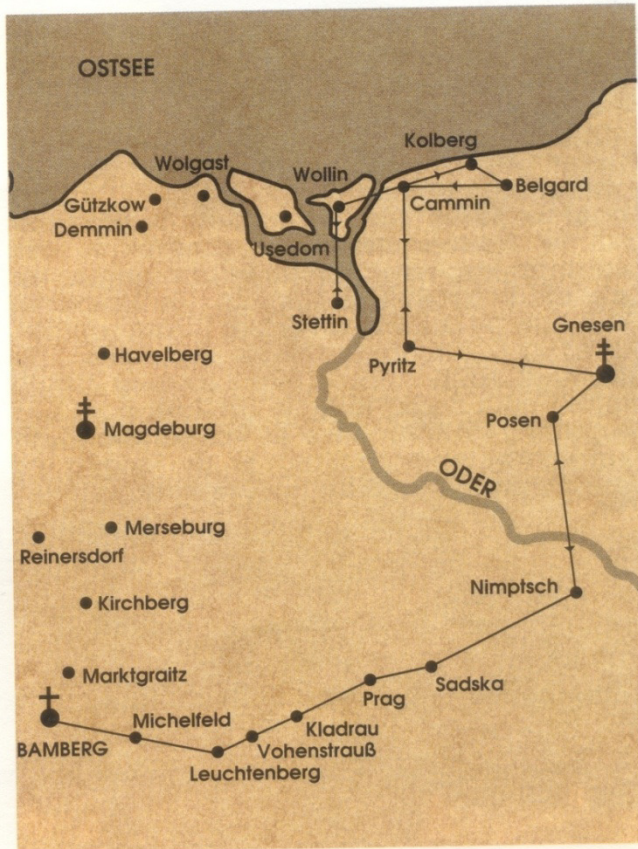 OSTSEE
Kolberg
Wolgast
Wollin
Belgard
Cammin
Gützkow
Demmin
Usedom
Stettin
Gnesen
Havelberg
Pyritz
Posen
Magdeburg
ODER
Merseburg
Reinersdorf
Nimptsch
Kirchberg
Marktgraitz
Sadska
Prag
Michelfeld
Kladrau
BAMBERG
Vohenstrauß
Leuchtenberg